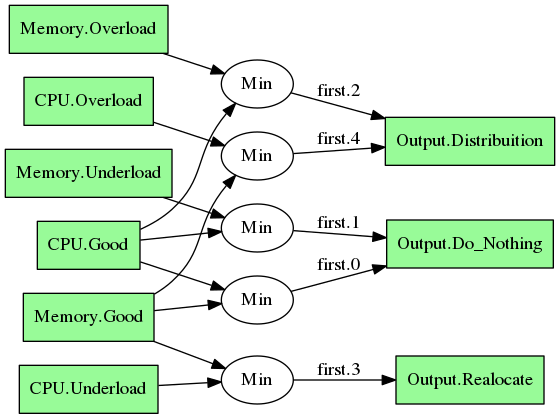 Memory.Overload
CPU.Overload
Memory.Underload
CPU.Good
Memory.Good
CPU.Underload
Min
Min
Min
Min
Min
first.2
first.4
first.1
first.0
first.3
Output.Distribuition
Output.Do_Nothing
Output.Realocate